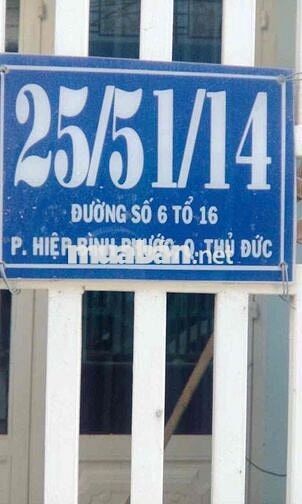 25/51/14
ĐƯỜNG SỐ 6 TỔ 16
P. HIỆP BÌNH PHƯỚC-Q. THỦ ĐỨC
muaban.net